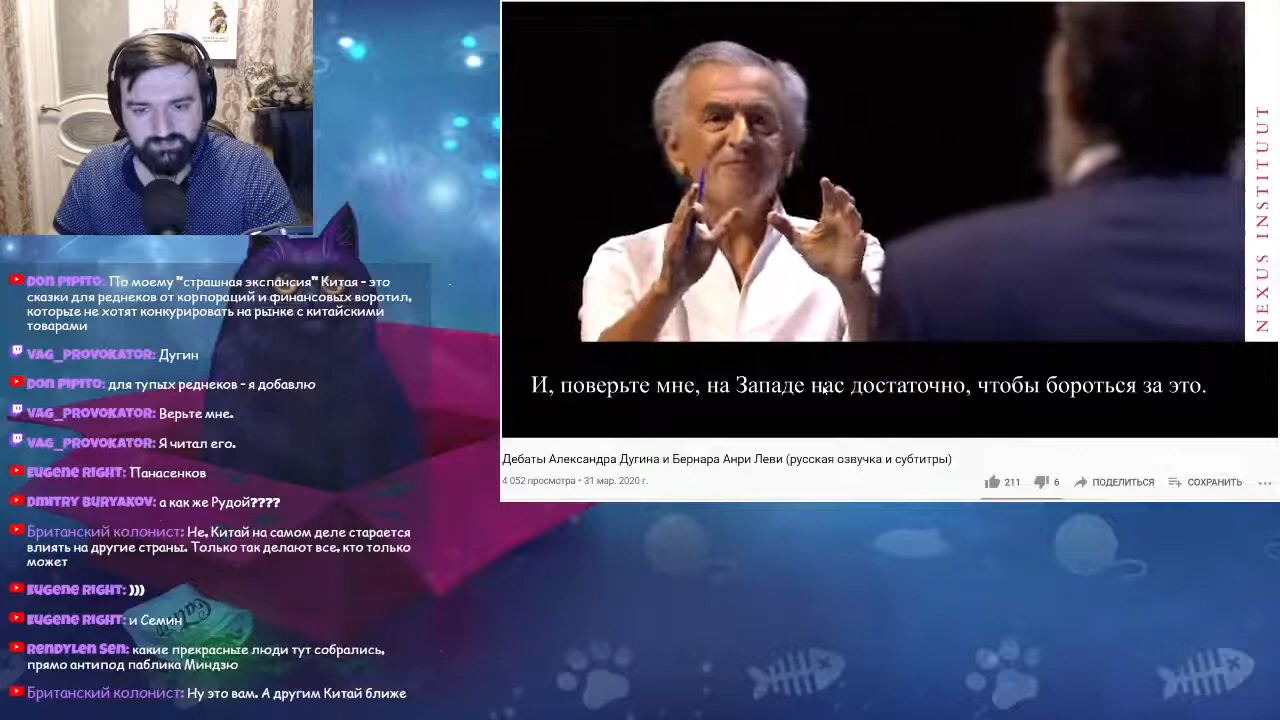 DON PIPITO: По моему "страшная экспансия" Китая - это
сказки для реднеков от корпораций и финансовых воротил,
которые не хотят конкурировать на рынке с китайскими
товарами
VAG_PROVOKATOR: Дугин
DON PIPITO: для тупых реднеков - я добавлю
VAG_PROVOKATOR: Верьте мне.
VAG_PROVOKATOR: Я читал его.
EUGENE RIGHT: Панасенков
DMITRY BURYAKOV: а как же Рудой????
Британский колонист: Не, Китай на самом деле старается
влиять на другие страны. Только так делают все, кто только
может
EUGENE RIGHT: )))
EUGENE RIGHT: и Семин
RENDYLEN SEN: какие прекрасные люди тут собрались,
прямо антипод паблика Миндзю
Британский колонист: Ну это вам. А другим Китай ближе
NEXUS INSTITUUT
И, поверьте мне, на Западе нас достаточно, чтобы бороться за это.
Дебаты Александра Дугина и Бернара Анри Леви (русская озвучка и субтитры)
4 052 просмотра • 31 мар. 2020 г.
211 6 ПОДЕЛИТЬСЯ СОХРАНИТЬ